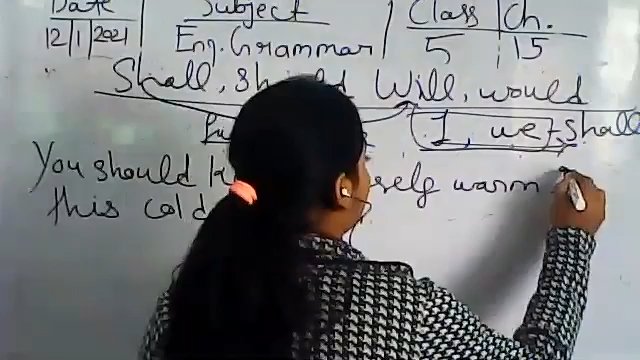 Date Subject Class Ch.
12/1/2021 Eng. Grammar 5 15
Shall, should Will, would
I, we - shall
You should self warm
this cold